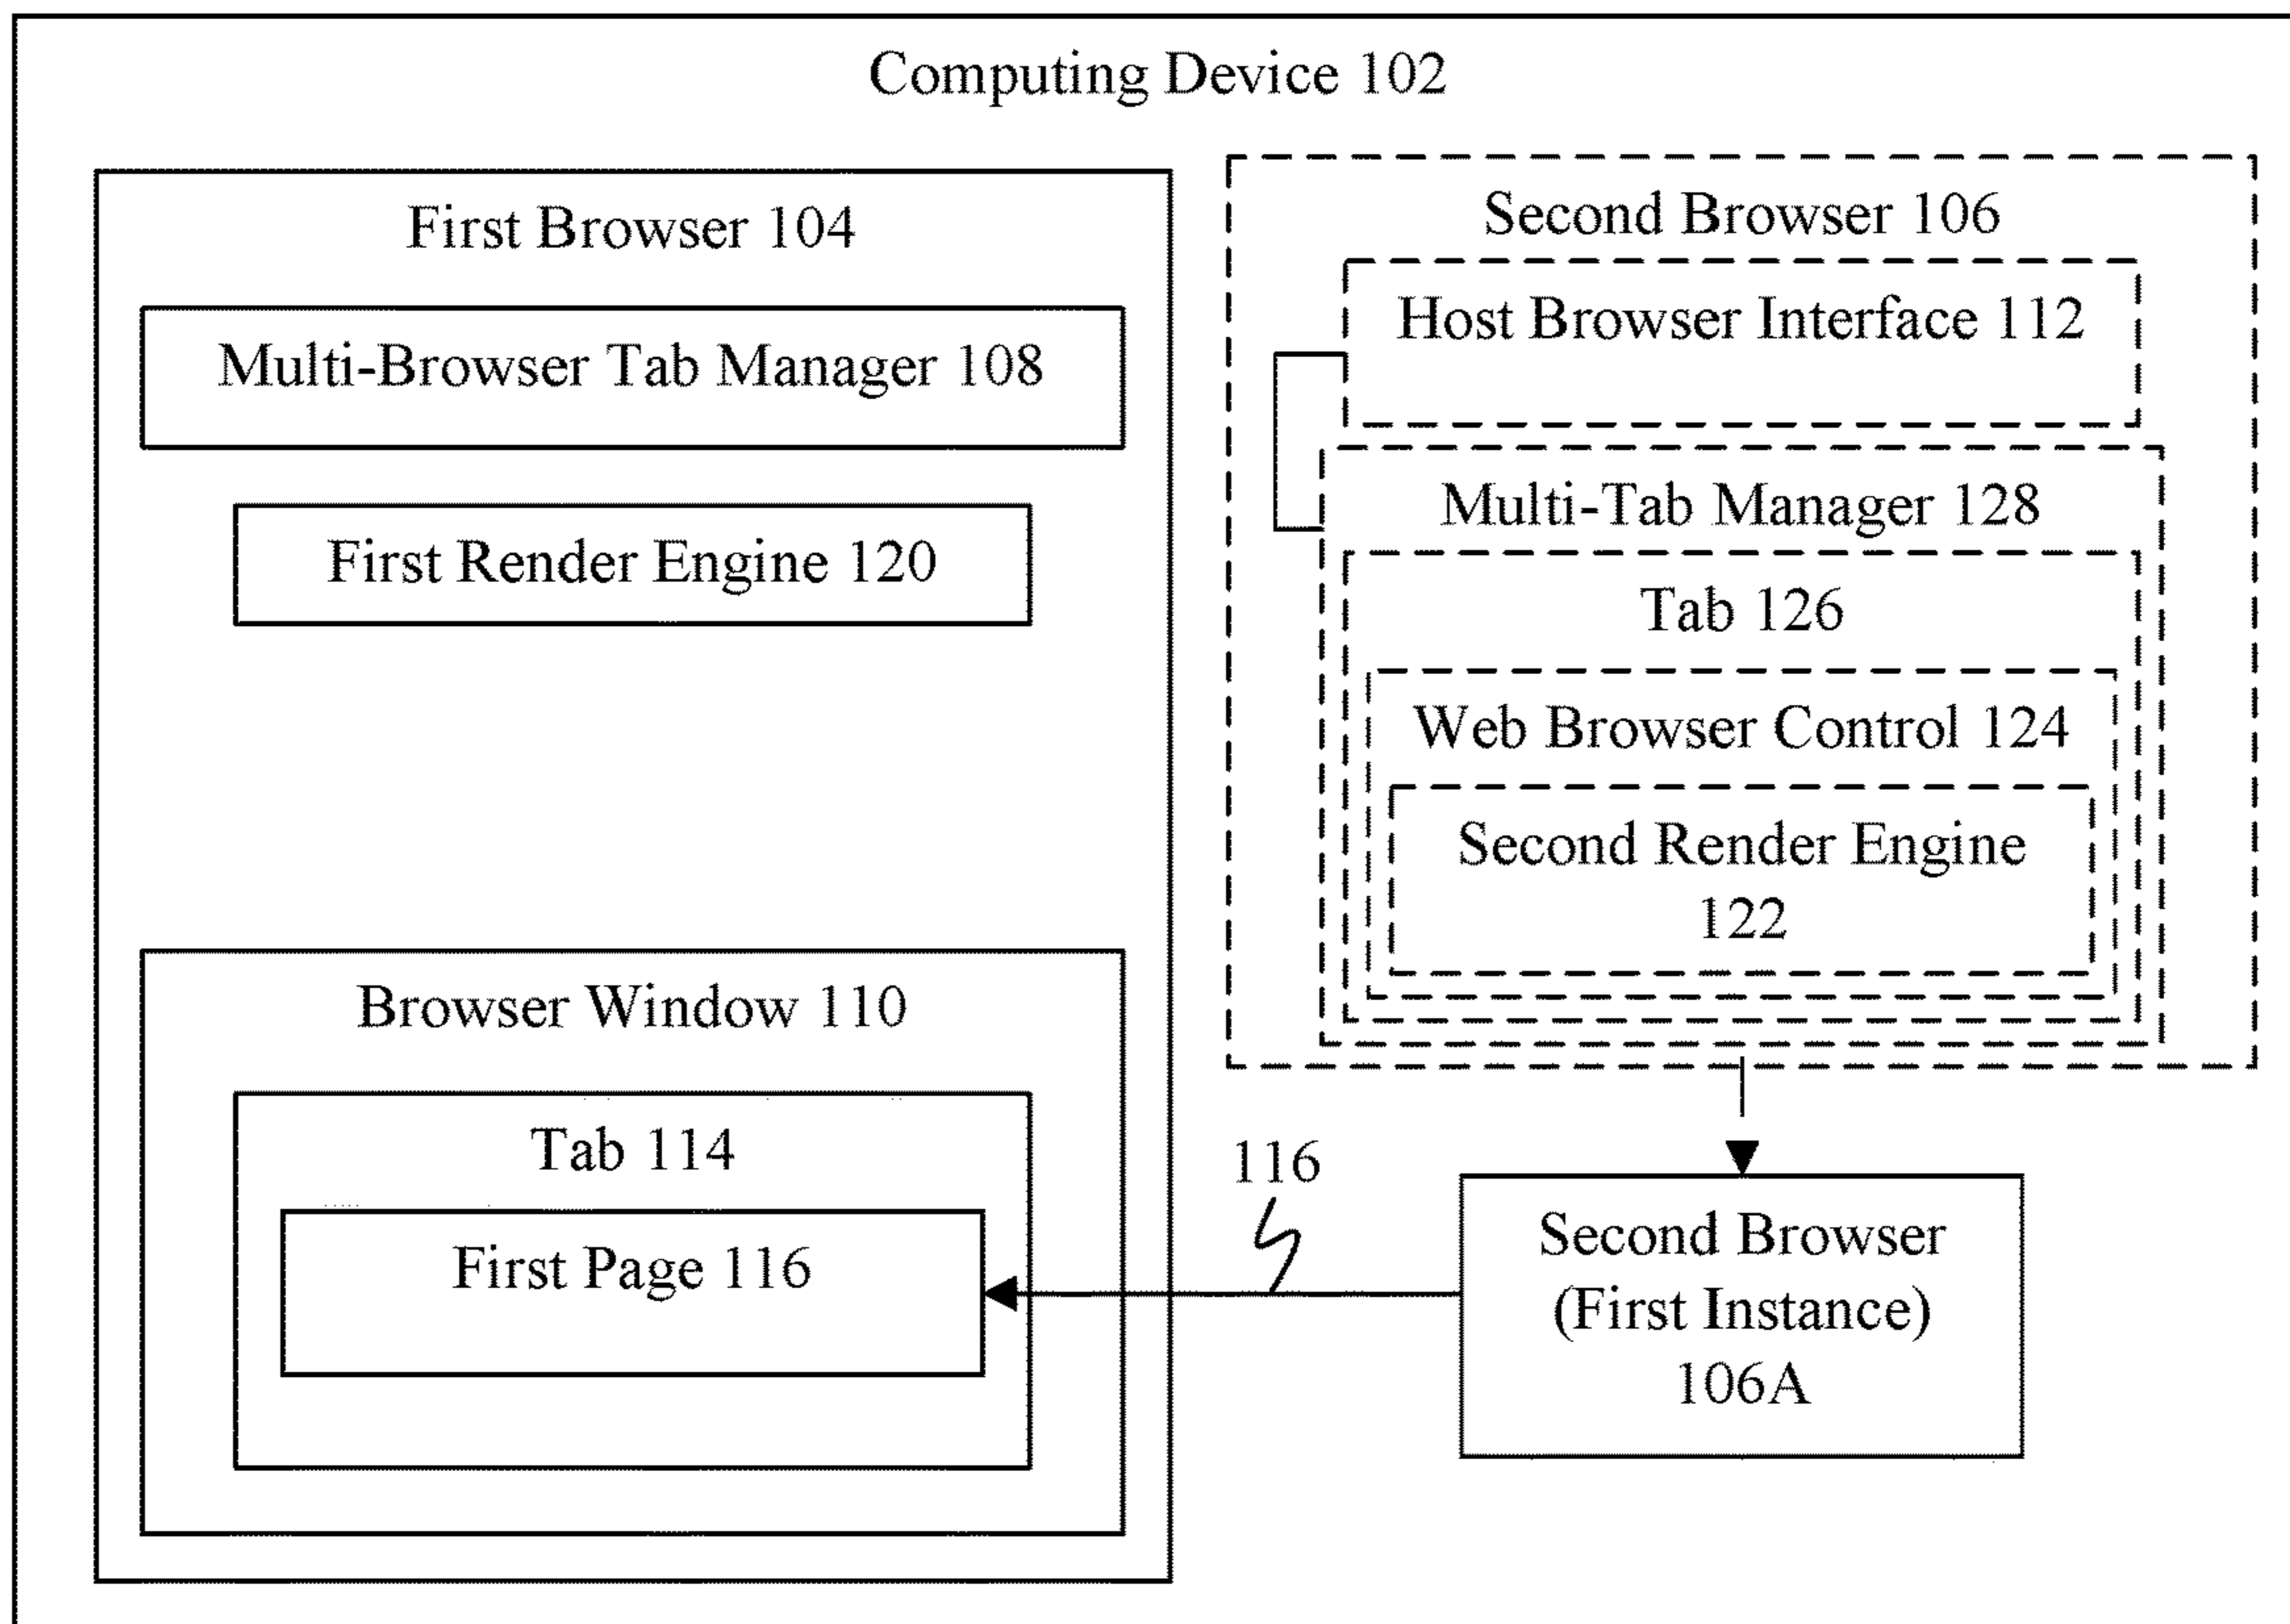 Computing Device 102
First Browser 104
Multi-Browser Tab Manager 108
First Render Engine 120
Browser Window 110
Tab 114
First Page 116
Second Browser 106
Host Browser Interface 112
Multi-Tab Manager 128
Tab 126
Web Browser Control 124
Second Render Engine
122
116
Second Browser
(First Instance)
106A